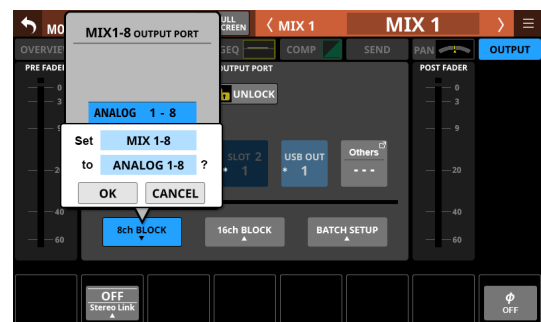 MO
MIX1-8 OUTPUT PORT
ULL
SCREEN
MIX 1
MIX 1
OVERVIE
GEQ
COMP
SEND
PAN
OUTPUT
PRE FADER
OUTPUT PORT
POST FADER
0
3
9
20
40
60
UNLOCK
ANALOG 1 - 8
Set MIX 1-8
to ANALOG 1-8 ?
OK CANCEL
SLOT 2
1
USB OUT
1
Others
---
0
3
9
20
40
60
8ch BLOCK
16ch BLOCK
BATCH SETUP
OFF
Stereo Link
ϕ
OFF